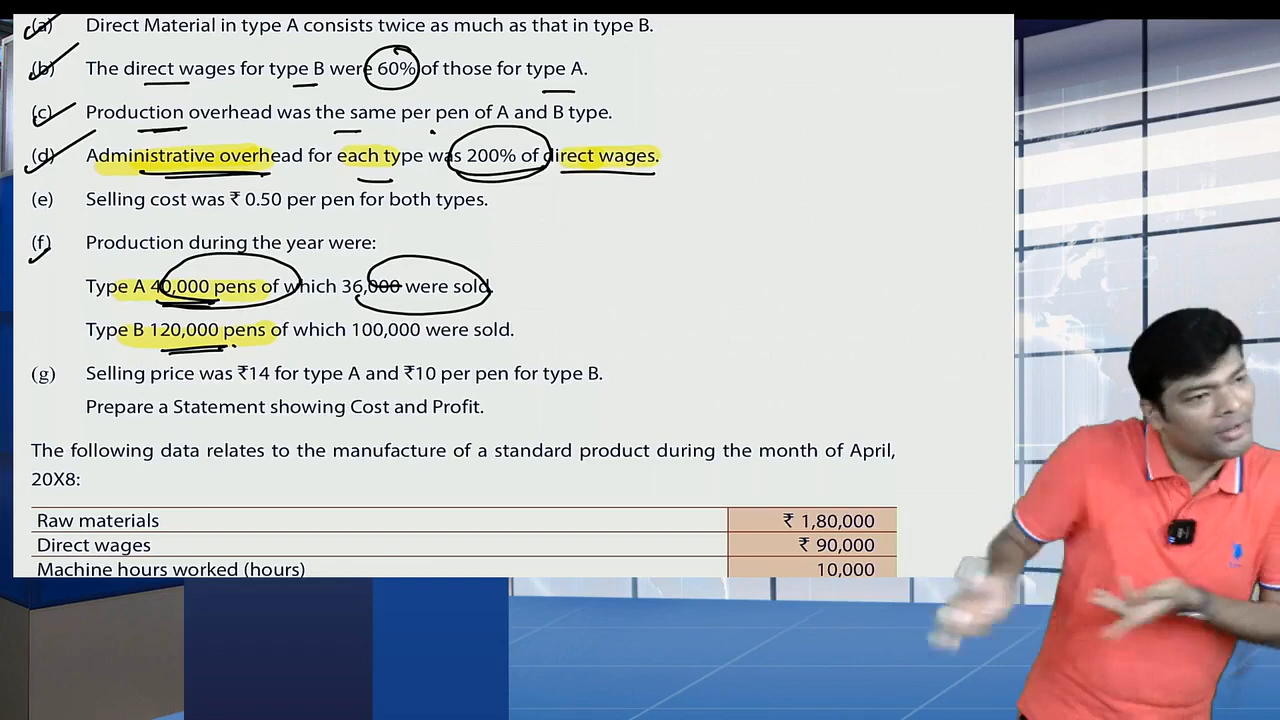 (a) Direct Material in type A consists twice as much as that in type B.
(b) The direct wages for type B were 60% of those for type A.
(c) Production overhead was the same per pen of A and B type.
(d) Administrative overhead for each type was 200% of direct wages.
(e) Selling cost was ₹ 0.50 per pen for both types.
(f) Production during the year were:
Type A 40,000 pens of which 36,000 were sold.
Type B 120,000 pens of which 100,000 were sold.
(g) Selling price was ₹14 for type A and ₹10 per pen for type B.
Prepare a Statement showing Cost and Profit.
The following data relates to the manufacture of a standard product during the month of April,
20X8:
Raw materials ₹ 1,80,000
Direct wages ₹ 90,000
Machine hours worked (hours) 10,000